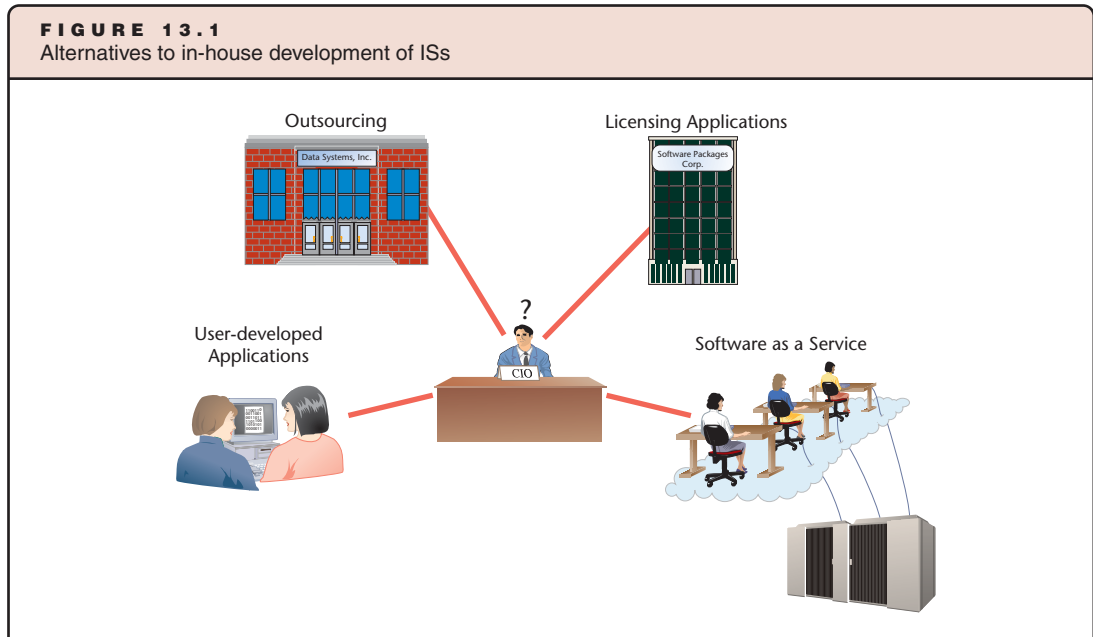 FIGURE 13.1
Alternatives to in-house development of ISs
Outsourcing
Data Systems, Inc.
Licensing Applications
Software Packages
Corp.
?
CIO
User-developed
Applications
Software as a Service